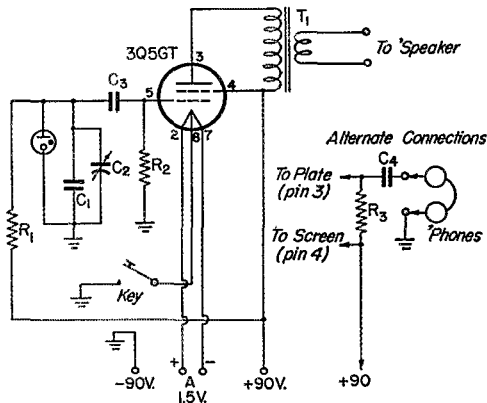 T1
3Q5GT
To 'Speaker
3
4
C3
5
2
8
7
Alternate Connections
C4
To Plate
(pin 3)
C2
R2
C1
R3
'Phones
R1
To Screen
(pin 4)
Key
+
-
-90V.
A
1.5V.
+90V.
+90